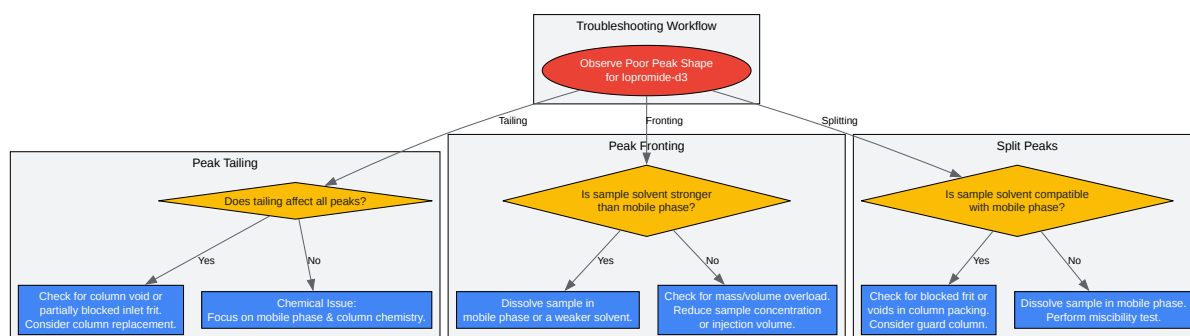 Troubleshooting Workflow
Observe Poor Peak Shape
for Iopromide-d3
Tailing
Fronting
Splitting
Peak Tailing
Does tailing affect all peaks?
Yes
No
Check for column void or
partially blocked inlet frit.
Consider column replacement.
Chemical Issue:
Focus on mobile phase & column chemistry.
Peak Fronting
Is sample solvent stronger
than mobile phase?
Yes
No
Dissolve sample in
mobile phase or a weaker solvent.
Check for mass/volume overload.
Reduce sample concentration
or injection volume.
Split Peaks
Is sample solvent compatible
with mobile phase?
Yes
No
Check for blocked frit or
voids in column packing.
Consider guard column.
Dissolve sample in mobile phase.
Perform miscibility test.